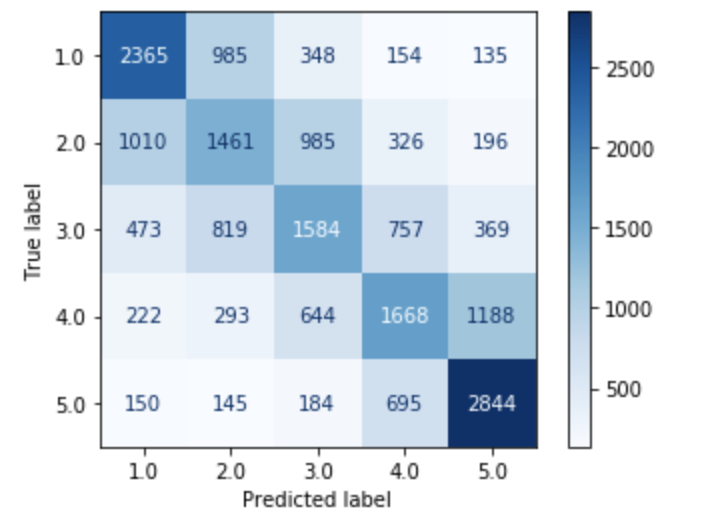 1.0 2365 985 348 154 135
2.0 1010 1461 985 326 196
3.0 473 819 1584 757 369
4.0 222 293 644 1668 1188
5.0 150 145 184 695 2844
1.0 2.0 3.0 4.0 5.0
Predicted label
True label
2500
2000
1500
1000
500